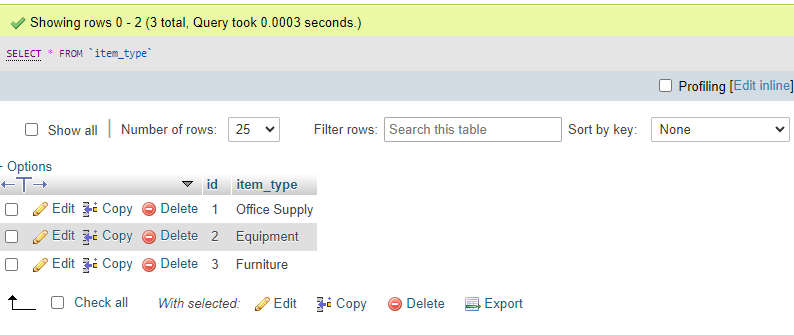 Showing rows 0 - 2 (3 total, Query took 0.0003 seconds.)
SELECT * FROM `item_type`
Profiling [Edit inline]
Show all | Number of rows: 25 Filter rows: Search this table Sort by key: None
+ Options
id item_type
Edit Copy Delete 1 Office Supply
Edit Copy Delete 2 Equipment
Edit Copy Delete 3 Furniture
Check all With selected: Edit Copy Delete Export